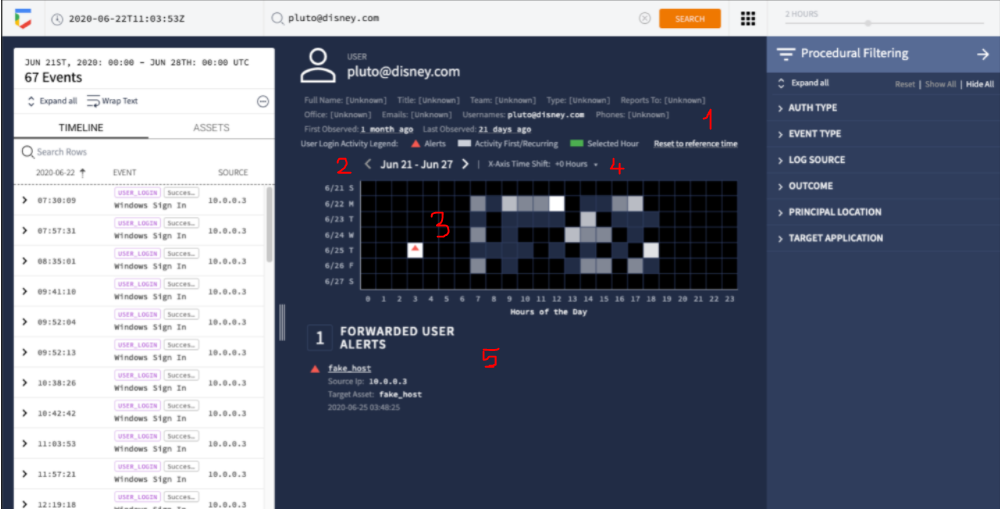 2020-06-22T11:03:53Z
pluto@disney.com
SEARCH
2 HOURS
JUN 21ST, 2020: 00:00 ~ JUN 28TH: 00:00 UTC
67 Events
Expand all
Wrap Text
TIMELINE
ASSETS
Search Rows
2020-06-22 ↑ EVENT SOURCE
07:30:09 USER_LOGIN Succes… 10.0.0.3
Windows Sign In
07:57:31 USER_LOGIN Succes… 10.0.0.3
Windows Sign In
08:35:01 USER_LOGIN Succes… 10.0.0.3
Windows Sign In
09:41:10 USER_LOGIN Succes… 10.0.0.3
Windows Sign In
09:52:04 USER_LOGIN Succes… 10.0.0.3
Windows Sign In
09:52:13 USER_LOGIN Succes… 10.0.0.3
Windows Sign In
10:38:26 USER_LOGIN Succes… 10.0.0.3
Windows Sign In
10:42:42 USER_LOGIN Succes… 10.0.0.3
Windows Sign In
11:03:53 USER_LOGIN Succes… 10.0.0.3
Windows Sign In
11:57:21 USER_LOGIN Succes… 10.0.0.3
Windows Sign In
12:19:18 USER_LOGIN Succes… 10.0.0.3
Windows Sign In
USER
pluto@disney.com
Full Name: [Unknown] Title: [Unknown] Team: [Unknown] Type: [Unknown] Reports To: [Unknown]
Office: [Unknown] Emails: [Unknown] Usernames: pluto@disney.com Phones: [Unknown]
1
First Observed: 1 month ago Last Observed: 21 days ago
User Login Activity Legend: Alerts Activity First/Recurring Selected Hour Reset to reference time
2 < Jun 21 - Jun 27 > | X-Axis Time Shift: +0 Hours 4
6/21 S
6/22 M
6/23 T
3
6/24 W
6/25 T
6/26 F
6/27 S
0 1 2 3 4 5 6 7 8 9 10 11 12 13 14 15 16 17 18 19 20 21 22 23
Hours of the Day
1 FORWARDED USER
ALERTS
5
fake_host
Source Ip: 10.0.0.3
Target Asset: fake_host
2020-06-25 03:48:25
Procedural Filtering
Expand all
Reset | Show All | Hide All
AUTH TYPE
EVENT TYPE
LOG SOURCE
OUTCOME
PRINCIPAL LOCATION
TARGET APPLICATION